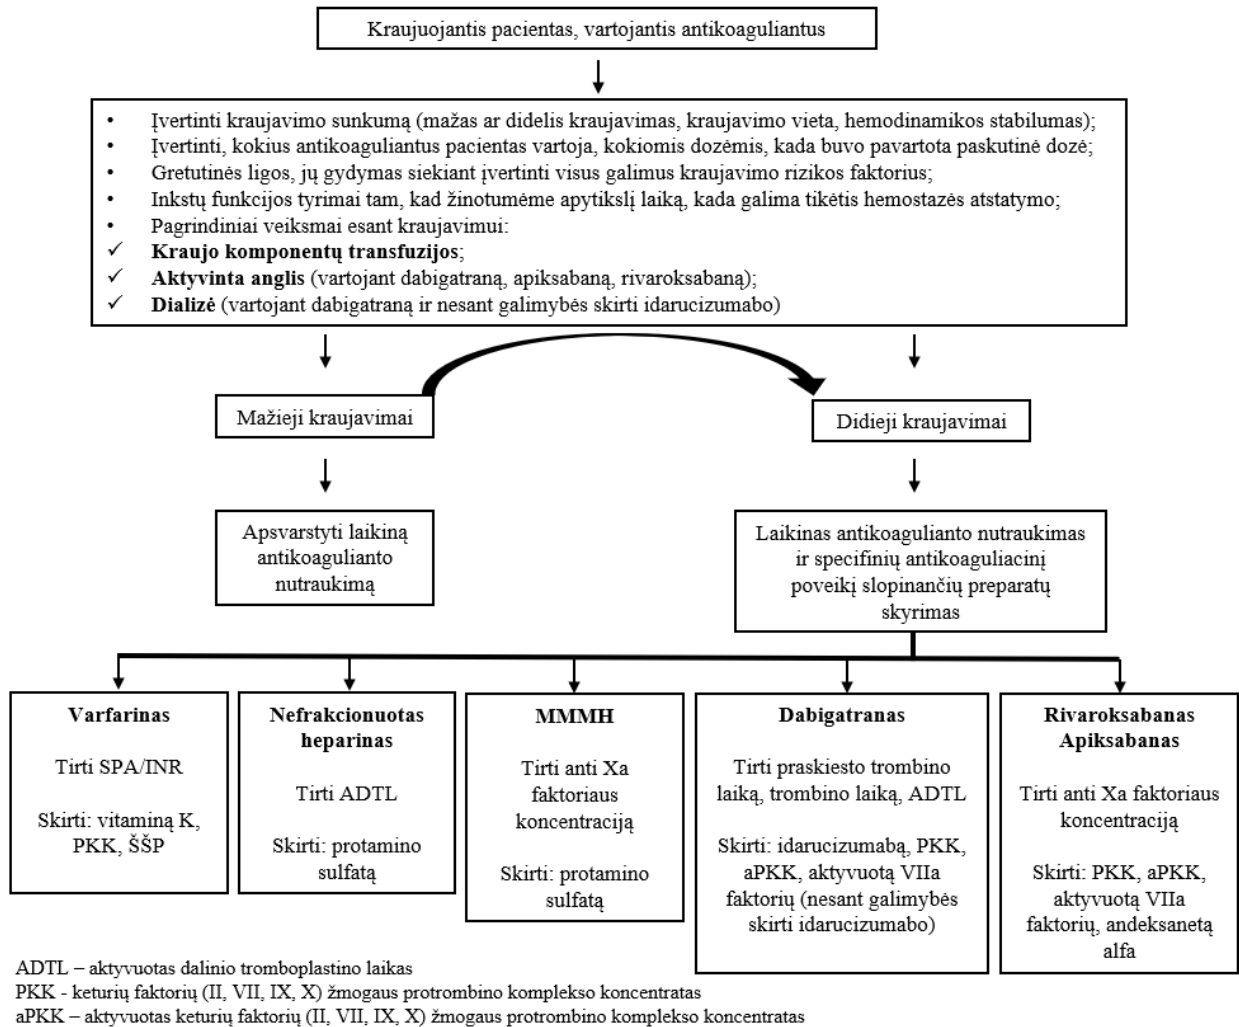 Kraujuojantis pacientas, vartojantis antikoaguliantus
• Įvertinti kraujavimo sunkumą (mažas ar didelis kraujavimas, kraujavimo vieta, hemodinamikos stabilumas);
• Įvertinti, kokius antikoaguliantus pacientas vartoja, kokiomis dozėmis, kada buvo pavartota paskutinė dozė;
• Gretutinės ligos, jų gydymas siekiant įvertinti visus galimus kraujavimo rizikos faktorius;
• Inkstų funkcijos tyrimai tam, kad žinotumėme apytikslį laiką, kada galima tikėtis hemostazės atstatymo;
• Pagrindiniai veiksmai esant kraujavimui:
✓ Kraujo komponentų transfuzijos;
✓ Aktyvinta anglis (vartojant dabigatraną, apiksabaną, rivaroksabaną);
✓ Dializė (vartojant dabigatraną ir nesant galimybės skirti idarucizumabo)
Mažieji kraujavimai
Didieji kraujavimai
Apsvarstyti laikiną
antikoagulianto
nutraukimą
Laikinas antikoagulianto nutraukimas
ir specifinių antikoaguliacinį
poveikį slopinančių preparatų
skyrimas
Varfarinas
Tirti SPA/INR
Skirti: vitaminą K,
PKK, ŠŠP
Nefrakcionuotas
heparinas
Tirti ADTL
Skirti: protamino
sulfatą
MMMH
Tirti anti Xa
faktoriaus
koncentraciją
Skirti: protamino
sulfatą
Dabigatranas
Tirti praskiesto trombino
laiką, trombino laiką, ADTL
Skirti: idarucizumabą, PKK,
aPKK, aktyvuotą VIIa
faktorių (nesant galimybės
skirti idarucizumabo)
Rivaroksabanas
Apiksabanas
Tirti anti Xa faktoriaus
koncentraciją
Skirti: PKK, aPKK,
aktyvuotą VIIa
faktorių, andeksanetą
alfa
ADTL – aktyvuotas dalinio tromboplastino laikas
PKK - keturių faktorių (II, VII, IX, X) žmogaus protrombino komplekso koncentratas
aPKK – aktyvuotas keturių faktorių (II, VII, IX, X) žmogaus protrombino komplekso koncentratas